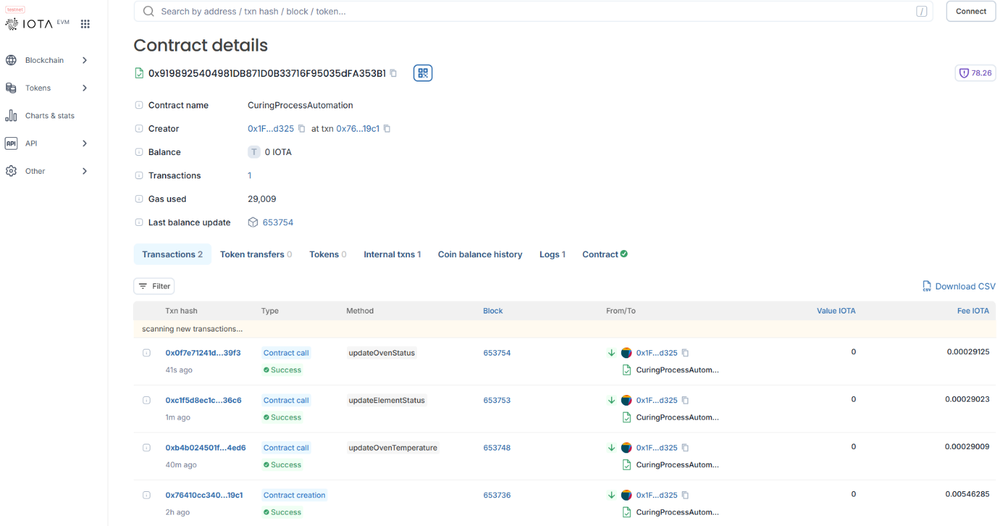 testnet
IOTA EVM
Search by address / txn hash / block / token...
/
Connect
Blockchain
Tokens
Charts & stats
API API
Other
Contract details
0x9198925404981DB871D0B33716F95035dFA353B1
78.26
Contract name CuringProcessAutomation
Creator 0x1F...d325 at txn 0x76...19c1
Balance T 0 IOTA
Transactions 1
Gas used 29,009
Last balance update 653754
Transactions 2 Token transfers 0 Tokens 0 Internal txns 1 Coin balance history Logs 1 Contract
Filter
CSV Download CSV
Txn hash Type Method Block From/To Value IOTA Fee IOTA
scanning new transactions...
0x0f7e71241d...39f3 Contract call updateOvenStatus 653754 0x1F...d325 0 0.00029125
41s ago Success CuringProcessAutom...
0xc1f5d8ec1c...36c6 Contract call updateElementStatus 653753 0x1F...d325 0 0.00029023
1m ago Success CuringProcessAutom...
0xb4b024501f...4ed6 Contract call updateOvenTemperature 653748 0x1F...d325 0 0.00029009
40m ago Success CuringProcessAutom...
0x76410cc340...19c1 Contract creation 653736 0x1F...d325 0 0.00546285
2h ago Success CuringProcessAutom...